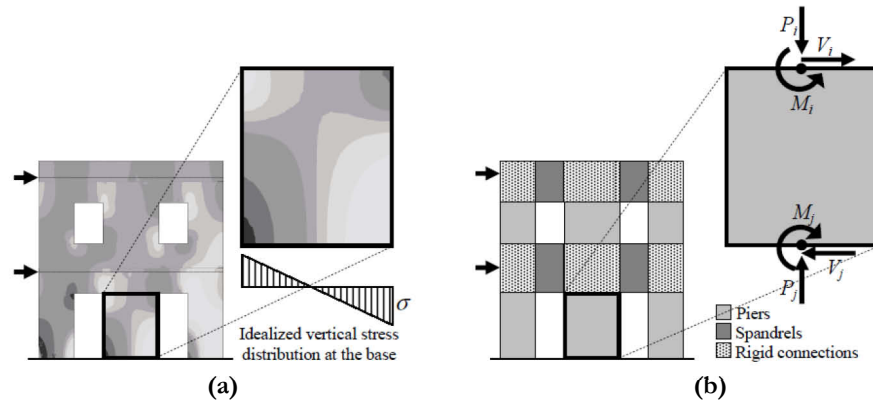 σ
Idealized vertical stress
distribution at the base
(a)
P_i
V_i
M_i
M_j
V_j
P_j
Piers
Spandrels
Rigid connections
(b)